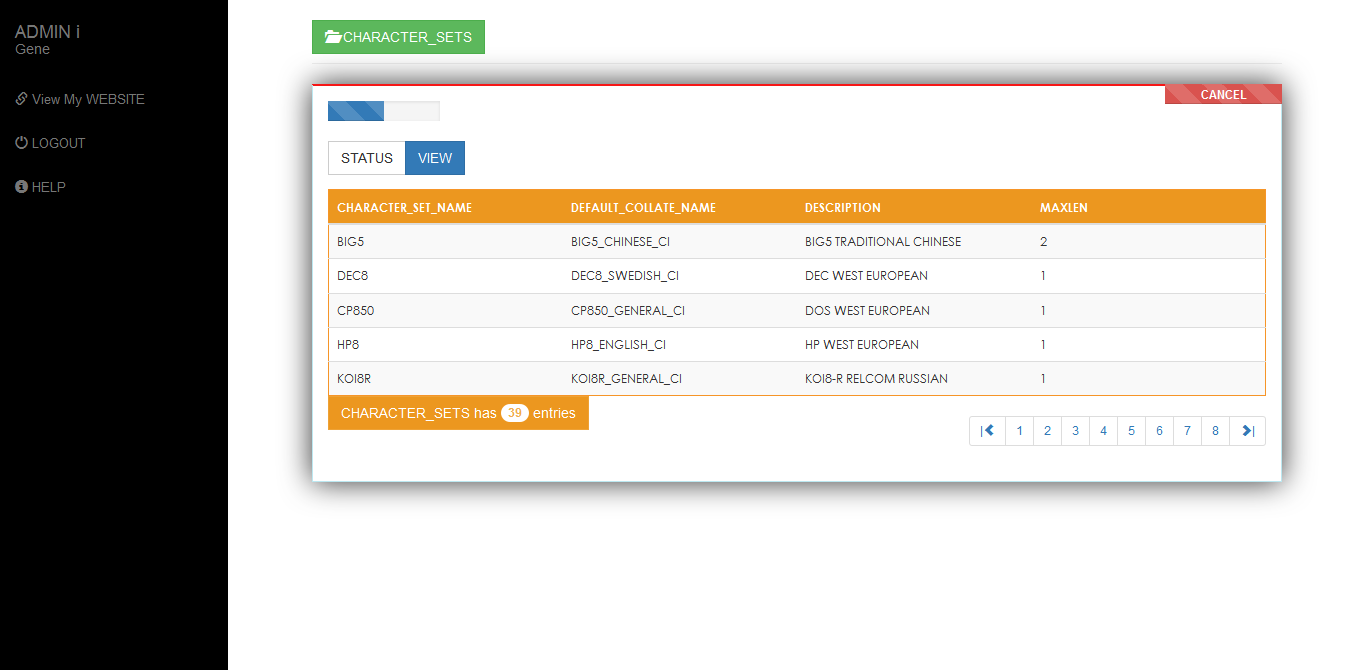 ADMIN i
Gene
View My WEBSITE
LOGOUT
HELP
CHARACTER_SETS
CANCEL
STATUS VIEW
CHARACTER_SET_NAME DEFAULT_COLLATE_NAME DESCRIPTION MAXLEN
BIG5 BIG5_CHINESE_CI BIG5 TRADITIONAL CHINESE 2
DEC8 DEC8_SWEDISH_CI DEC WEST EUROPEAN 1
CP850 CP850_GENERAL_CI DOS WEST EUROPEAN 1
HP8 HP8_ENGLISH_CI HP WEST EUROPEAN 1
KOI8R KOI8R_GENERAL_CI KOI8-R RELCOM RUSSIAN 1
CHARACTER_SETS has 39 entries
1 2 3 4 5 6 7 8